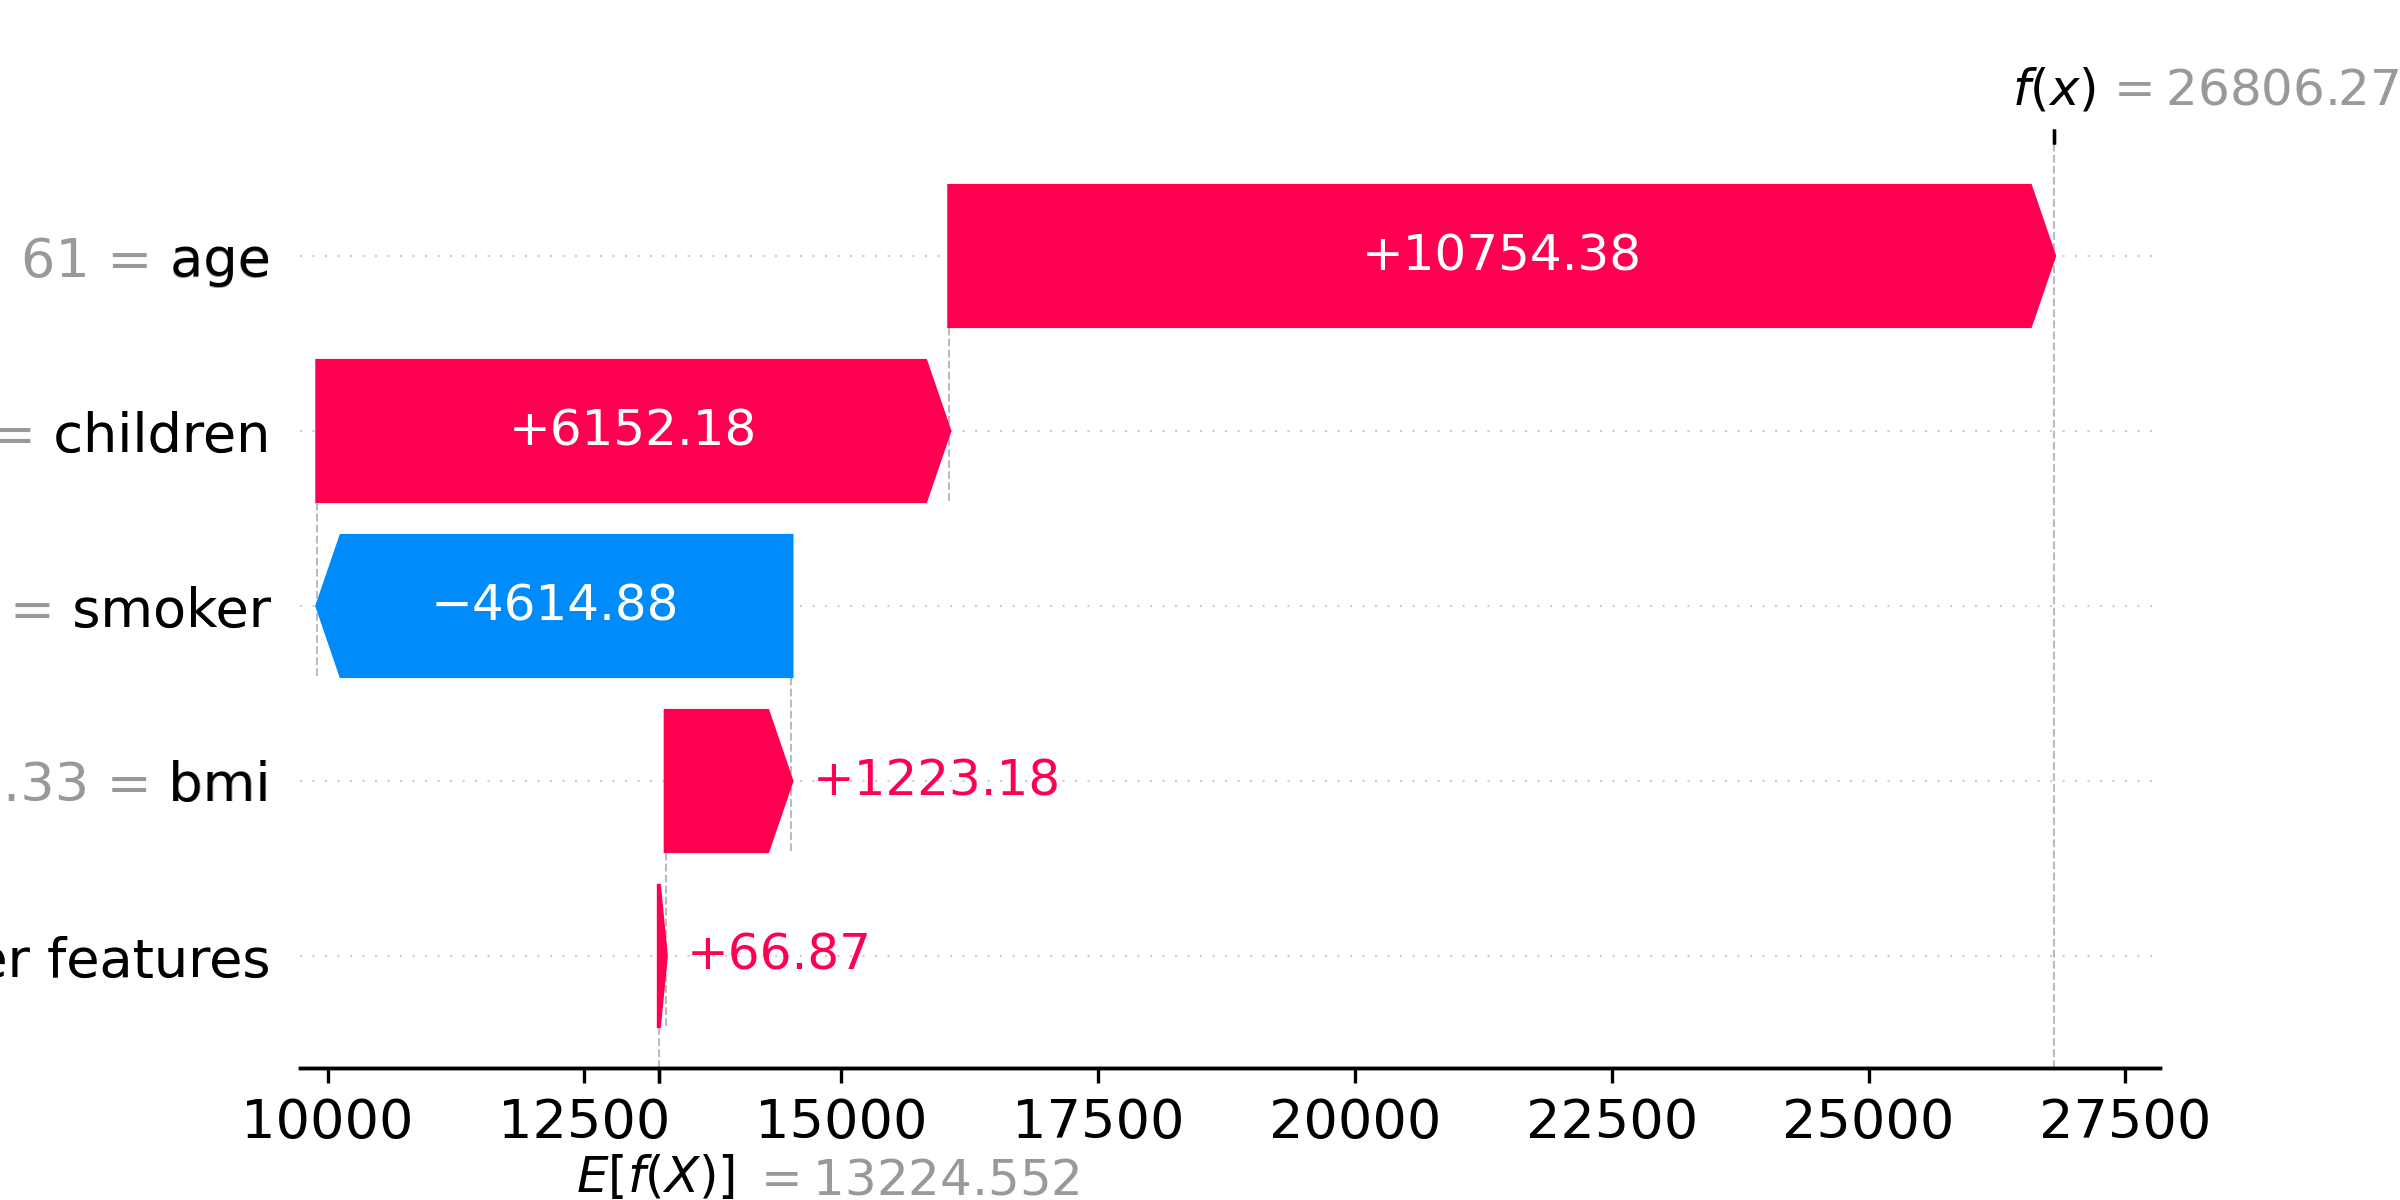 f(x) = 26806.27
61 = age
+10754.38
= children
+6152.18
= smoker
−4614.88
.33 = bmi
+1223.18
features
+66.87
10000 12500 15000 17500 20000 22500 25000 27500
E[f(X)] = 13224.552